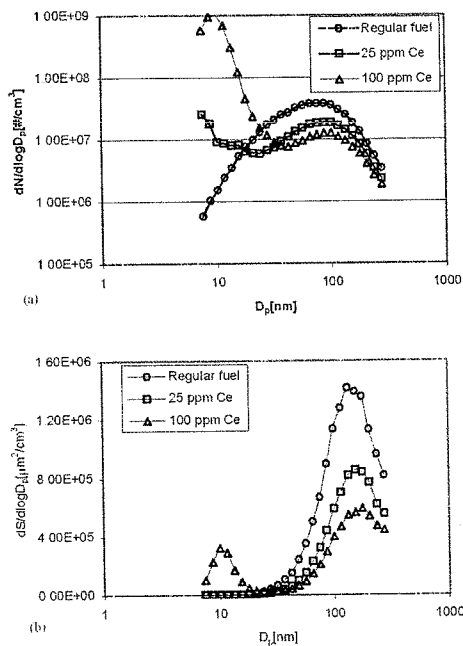 1 00E+09
1 00E+08
1 00E+07
1 00E+06
1 00E+05
dN/dlogDp[#/cm³]
Regular fuel
25 ppm Ce
100 ppm Ce
1 10 100 1000
(a)
Dp[nm]
1 60E+06
1 20E+06
8 00E+05
4 00E+05
0 00E+00
dS/dlogDp[μm²/cm³]
Regular fuel
25 ppm Ce
100 ppm Ce
1 10 100 1000
(b)
Dp[nm]